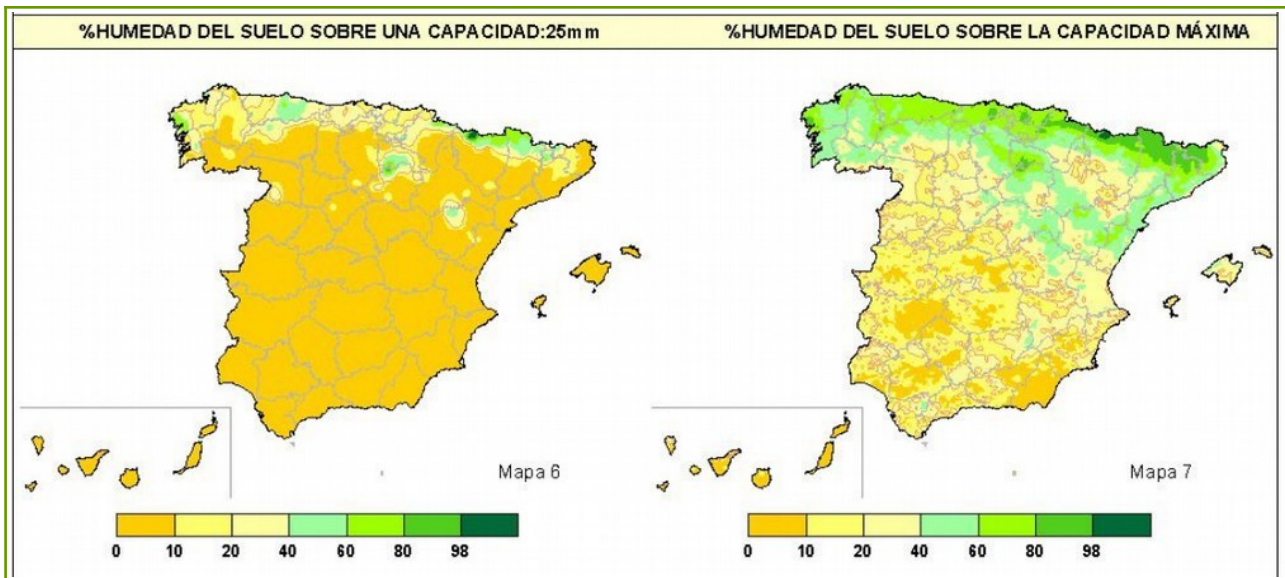 %HUMEDAD DEL SUELO SOBRE UNA CAPACIDAD:25mm
%HUMEDAD DEL SUELO SOBRE LA CAPACIDAD MÁXIMA
Mapa 6
Mapa 7
0 10 20 40 60 80 98
0 10 20 40 60 80 98